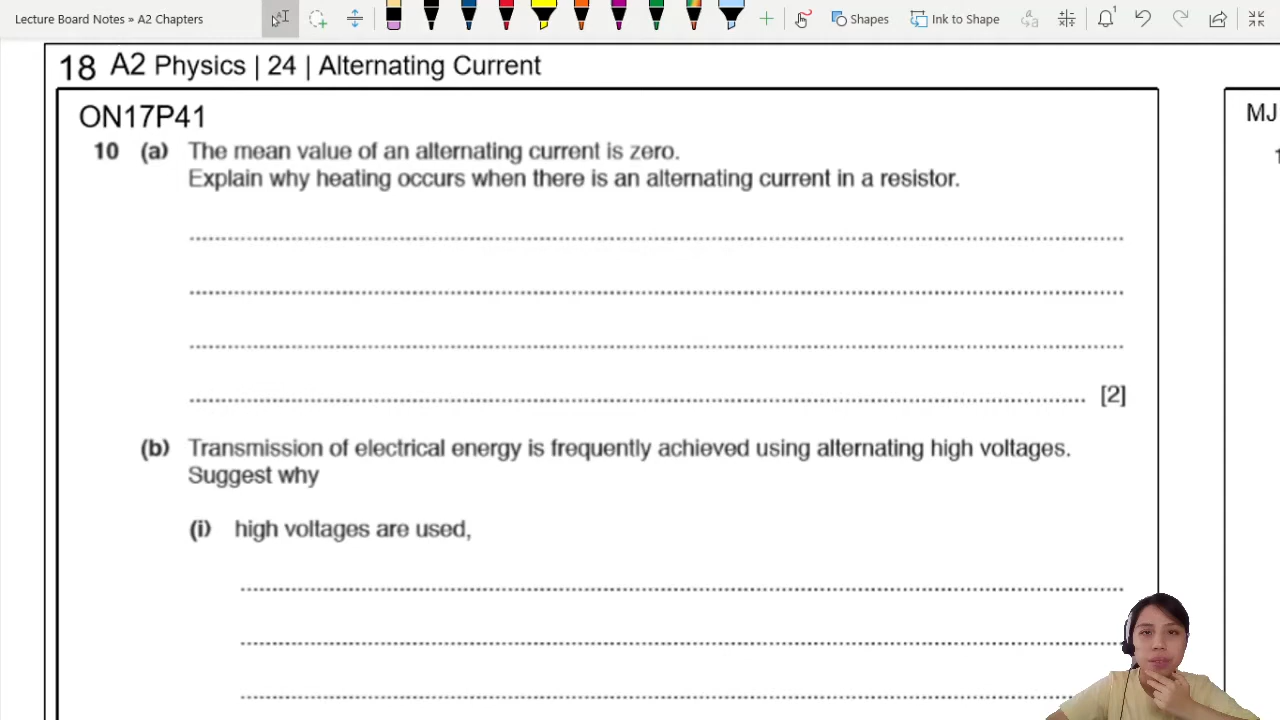 Lecture Board Notes » A2 Chapters
Shapes
Ink to Shape
18 A2 Physics | 24 | Alternating Current
ON17P41
MJ
10 (a) The mean value of an alternating current is zero.
Explain why heating occurs when there is an alternating current in a resistor.
[2]
(b) Transmission of electrical energy is frequently achieved using alternating high voltages.
Suggest why
(i) high voltages are used,